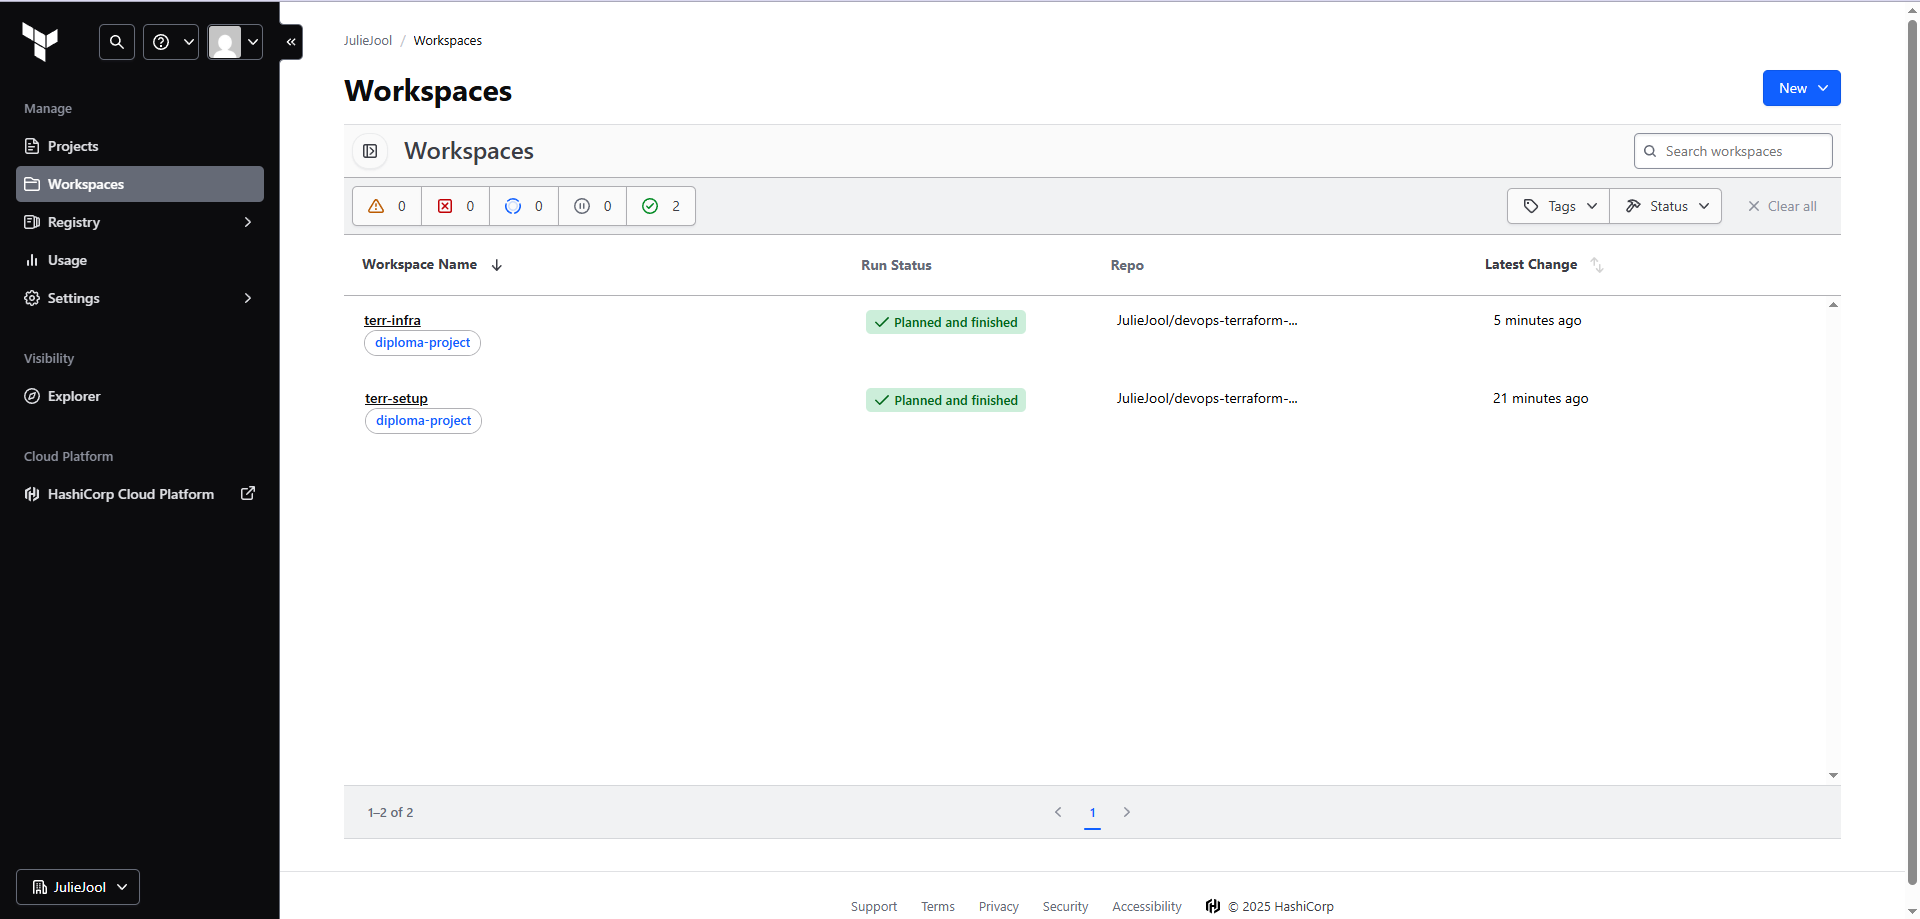 JulieJool / Workspaces
Workspaces
New
Manage
Projects
Workspaces
Registry
Usage
Settings
Visibility
Explorer
Cloud Platform
HashiCorp Cloud Platform
JulieJool
Workspaces
Search workspaces
0 0 0 0 2
Tags Status Clear all
Workspace Name Run Status Repo Latest Change
terr-infra Planned and finished JulieJool/devops-terraform-... 5 minutes ago
diploma-project
terr-setup Planned and finished JulieJool/devops-terraform-... 21 minutes ago
diploma-project
1–2 of 2 1
Support Terms Privacy Security Accessibility © 2025 HashiCorp